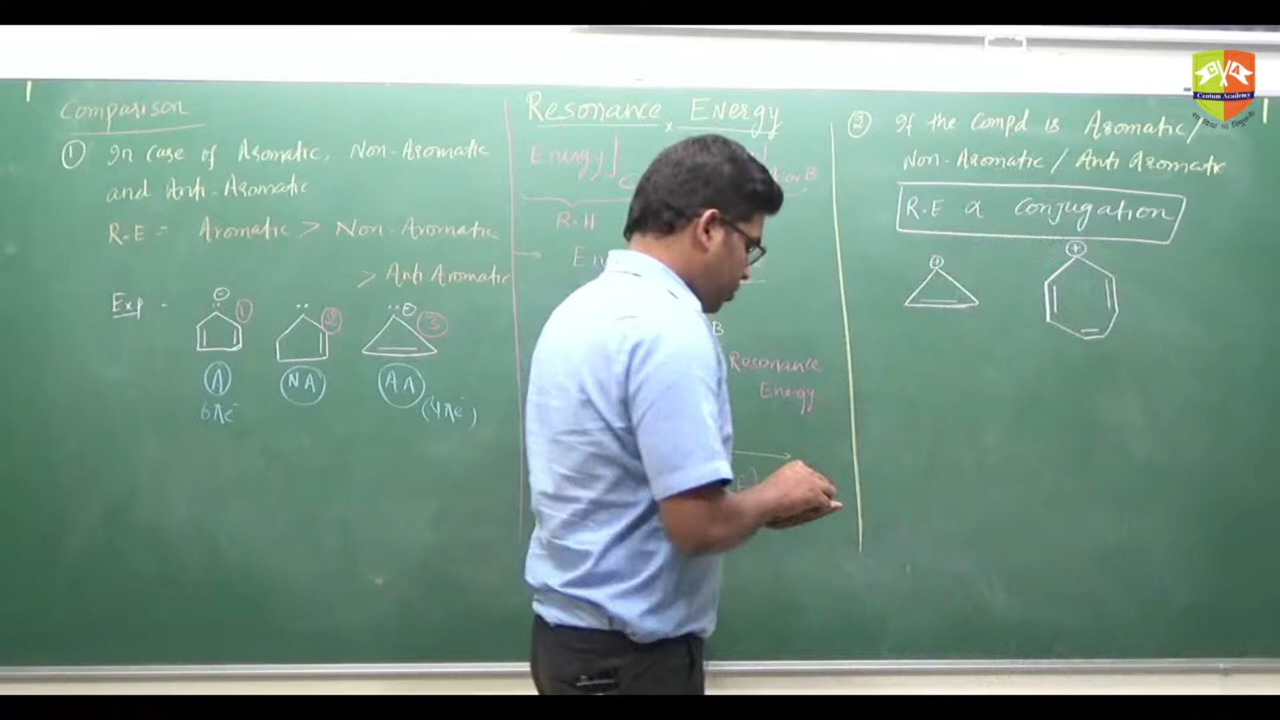 Comparison
① In case of Aromatic, Non-Aromatic
and Anti-Aromatic
R.E = Aromatic > Non-Aromatic
> Anti Aromatic
Exp -
⊖ 1
2
⊖ 3
A
NA
AA
6πe⁻
(4πe⁻)
Resonance Energy
Energy]
R.H
B
Resonance
Energy
② If the Compd is Aromatic/
Non-Aromatic / Anti Aromatic
R.E α Conjugation
⊕
⊕
Centum Academy